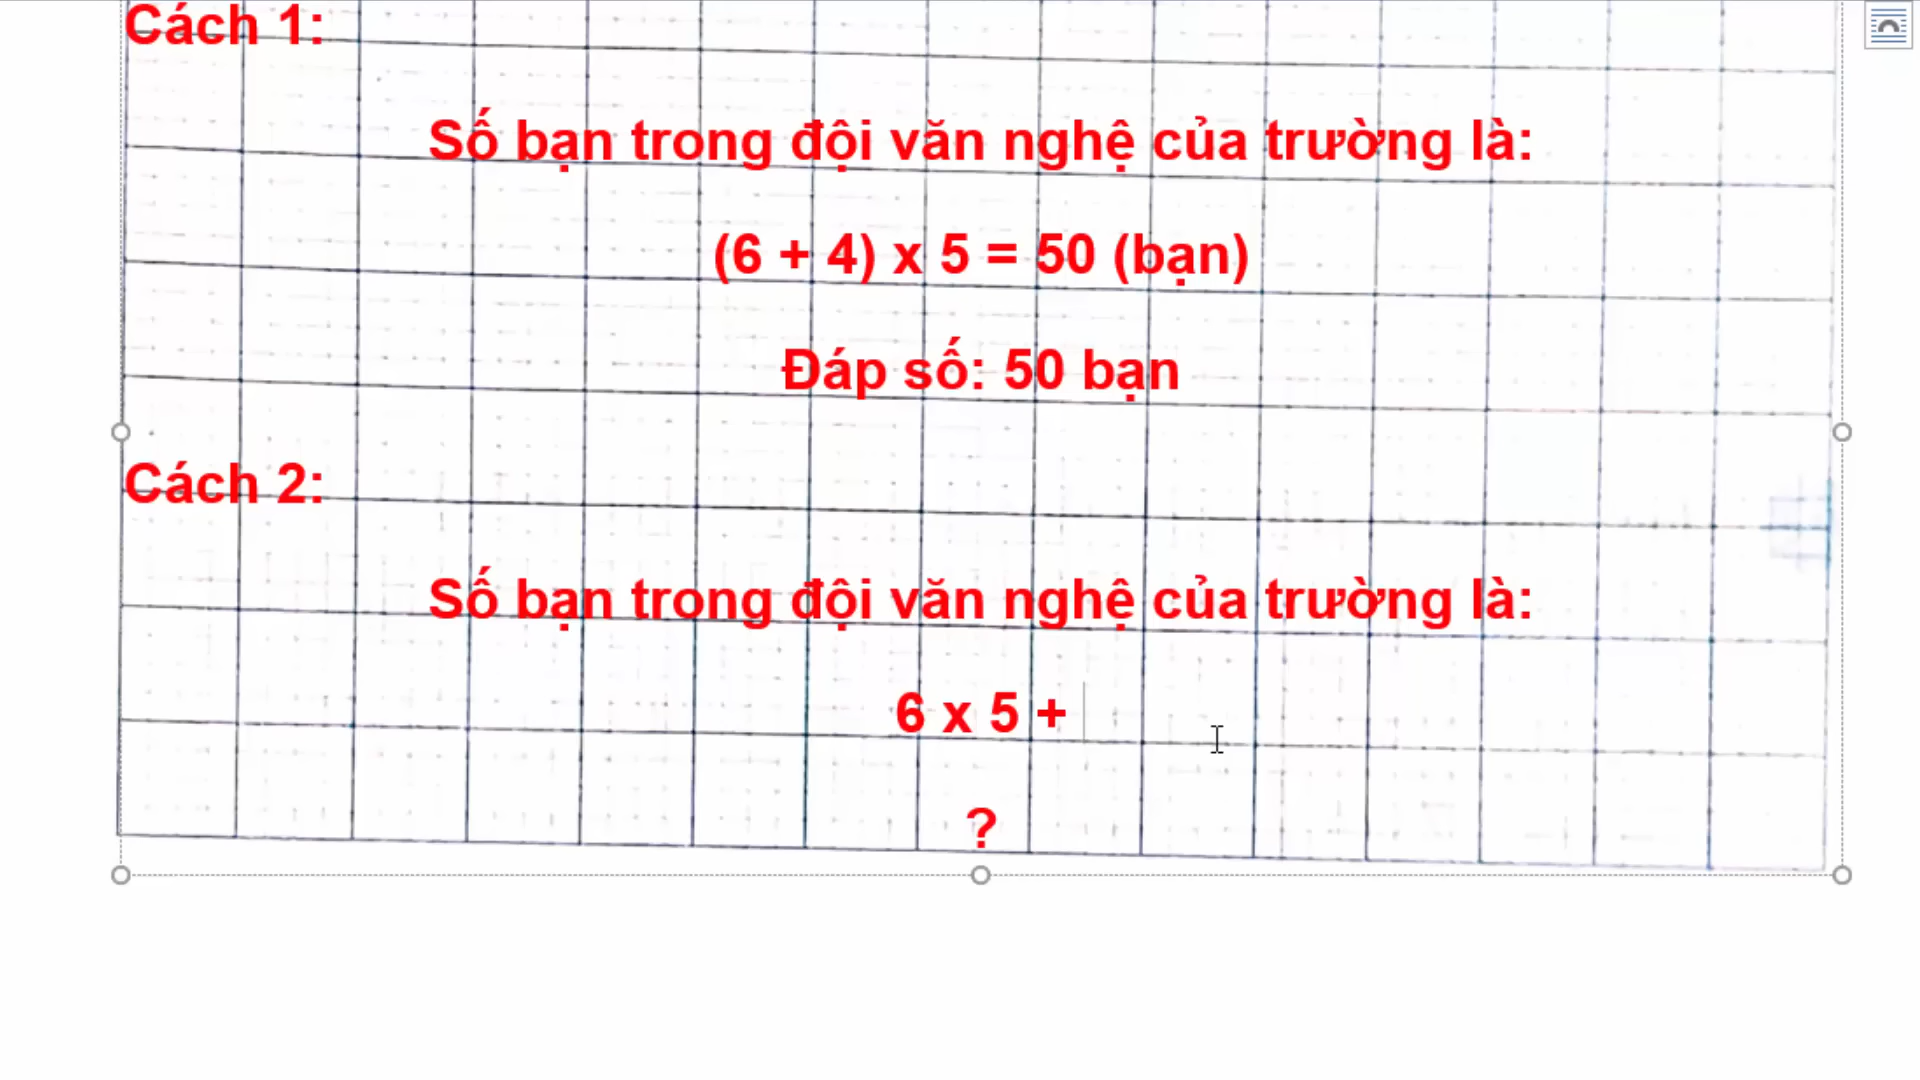 Cách 1:
Số bạn trong đội văn nghệ của trường là:
(6 + 4) x 5 = 50 (bạn)
Đáp số: 50 bạn
Cách 2:
Số bạn trong đội văn nghệ của trường là:
6 x 5 +
?